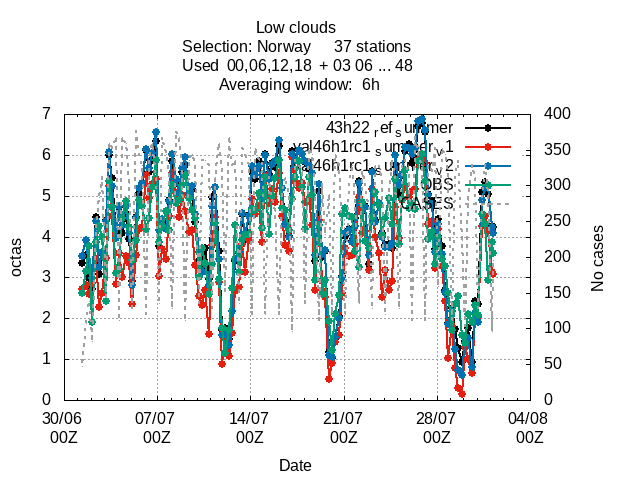 Low clouds
Selection: Norway 37 stations
Used 00,06,12,18 + 03 06 ... 48
Averaging window: 6h
43h22_ref_summer
val46h1rc1_summer_v1
val46h1rc1_summer_v2
OBS
CASES
octas
7
6
5
4
3
2
1
0
No cases
400
350
300
250
200
150
100
50
0
30/06 07/07 14/07 21/07 28/07 04/08
00Z 00Z 00Z 00Z 00Z 00Z
Date